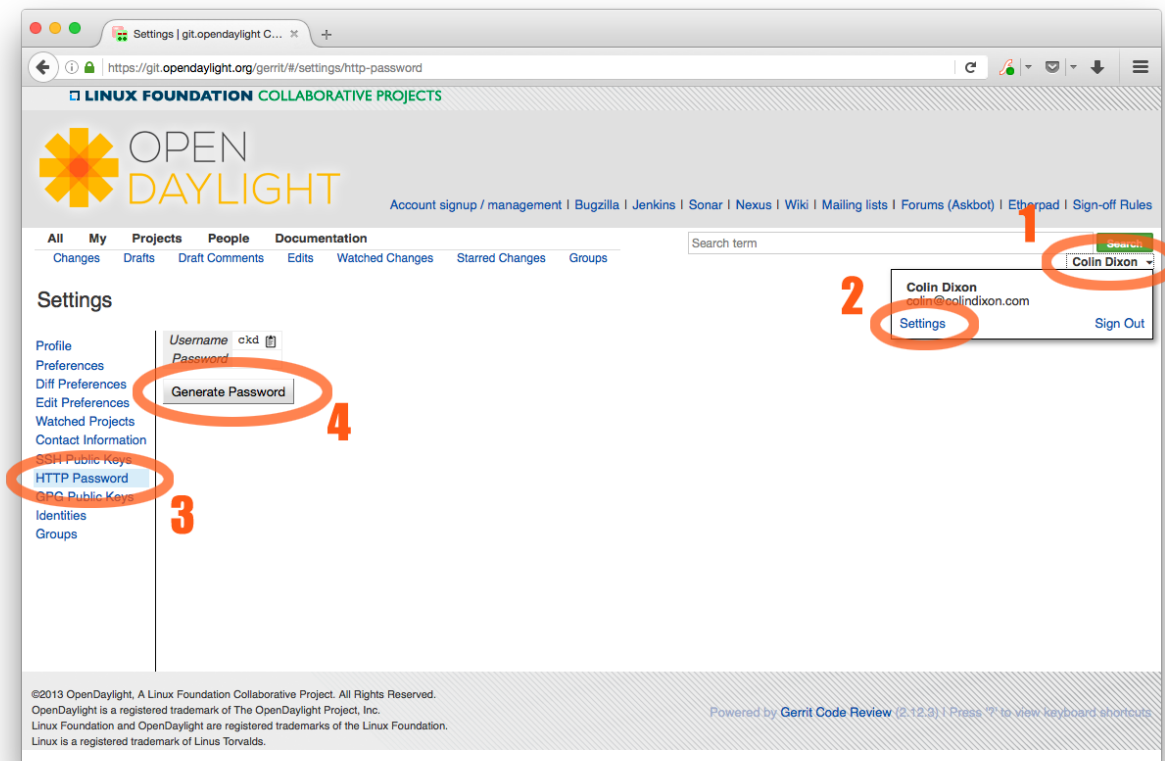 Settings | git.opendaylight C... × +
https://git.opendaylight.org/gerrit/#/settings/http-password
LINUX FOUNDATION COLLABORATIVE PROJECTS
OPEN
DAYLIGHT
Account signup / management | Bugzilla | Jenkins | Sonar | Nexus | Wiki | Mailing lists | Forums (Askbot) | Etherpad | Sign-off Rules
1
All My Projects People Documentation
Search term Search
Changes Drafts Draft Comments Edits Watched Changes Starred Changes Groups
Colin Dixon
2
Colin Dixon
colin@colindixon.com
Settings Sign Out
Settings
Profile
Preferences
Diff Preferences
Edit Preferences
Watched Projects
Contact Information
SSH Public Keys
HTTP Password
GPG Public Keys
Identities
Groups
3
Username ckd
Password
Generate Password
4
©2013 OpenDaylight, A Linux Foundation Collaborative Project. All Rights Reserved.
OpenDaylight is a registered trademark of The OpenDaylight Project, Inc.
Linux Foundation and OpenDaylight are registered trademarks of the Linux Foundation.
Linux is a registered trademark of Linus Torvalds.
Powered by Gerrit Code Review (2.12.3) | Press '?' to view keyboard shortcuts